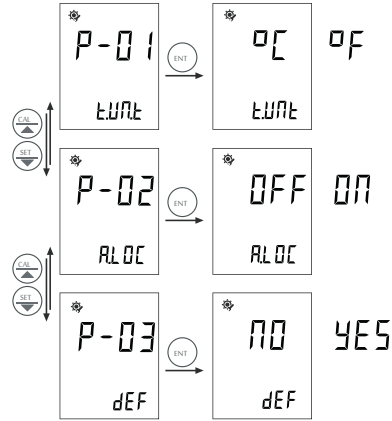 P-01 ENT °C °F
t.UN.t t.UNt
CAL
SET
P-02 ENT OFF ON
A.LOC A.LOC
CAL
SET
P-03 ENT NO YES
dEF dEF